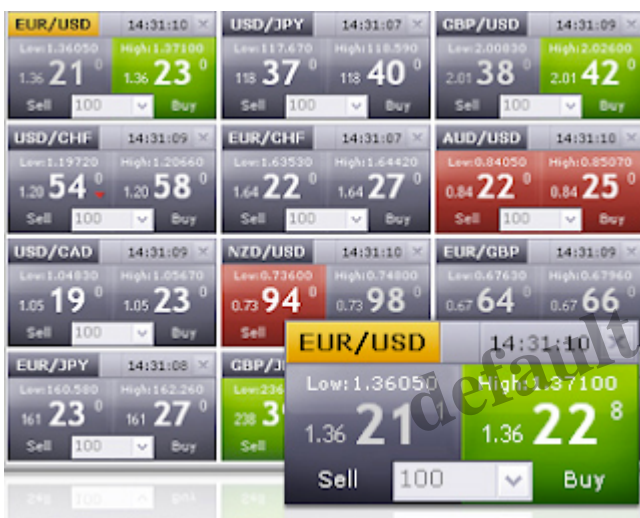 EUR/USD 14:31:10 × USD/JPY 14:31:07 × GBP/USD 14:31:09 ×
Low:1.36050 High:1.37100 Low:117.670 High:118.590 Low:2.00830 High:2.02600
1.36 21 0 1.36 23 0 118 37 0 118 40 0 2.01 38 0 2.01 42 0
Sell 100 Buy Sell 100 Buy Sell 100 Buy
USD/CHF 14:31:09 × EUR/CHF 14:31:07 × AUD/USD 14:31:10 ×
Low:1.19720 High:1.20660 Low:1.63530 High:1.64420 Low:0.84050 High:0.85070
1.20 54 0 1.20 58 0 1.64 22 0 1.64 27 0 0.84 22 0 0.84 25 0
Sell 100 Buy Sell 100 Buy Sell 100 Buy
USD/CAD 14:31:09 × NZD/USD 14:31:10 × EUR/GBP 14:31:09 ×
Low:1.04830 High:1.05670 Low:0.73600 High:0.74800 Low:0.67630 High:0.67960
1.05 19 0 1.05 23 0 0.73 94 0 0.73 98 0 0.67 64 0 0.67 66 0
Sell 100 Buy Sell
EUR/JPY 14:31:08 ×
Low:160.580 High:162.260
161 23 0 161 27 0 238
Sell 100 Buy Sell
EUR/USD 14:31:10 ×
Low:1.36050 High:1.37100
1.36 21 1.36 22 8
Sell 100 Buy
default